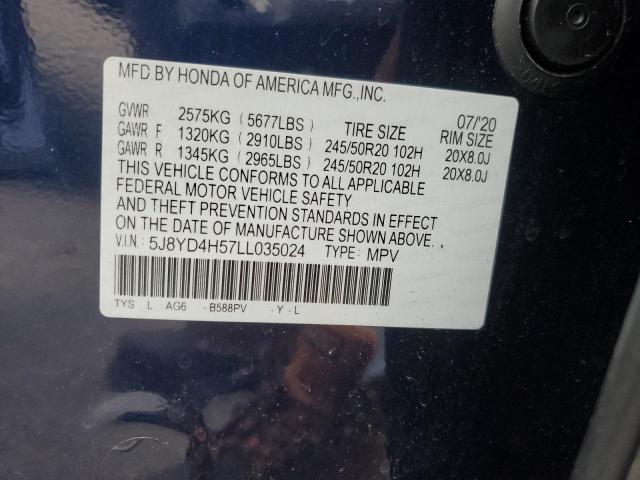 MFD.BY HONDA OF AMERICA MFG.,INC.
07/'20
GVWR 2575KG (5677LBS) TIRE SIZE RIM SIZE
GAWR F 1320KG (2910LBS) 245/50R20 102H 20X8.0J
GAWR R 1345KG (2965LBS) 245/50R20 102H 20X8.0J
THIS VEHICLE CONFORMS TO ALL APPLICABLE
FEDERAL MOTOR VEHICLE SAFETY
AND THEFT PREVENTION STANDARDS IN EFFECT
ON THE DATE OF MANUFACTURE SHOWN ABOVE.
V.I.N.: 5J8YD4H57LL035024 TYPE: MPV
TYS L AG6 -B588PV -Y-L